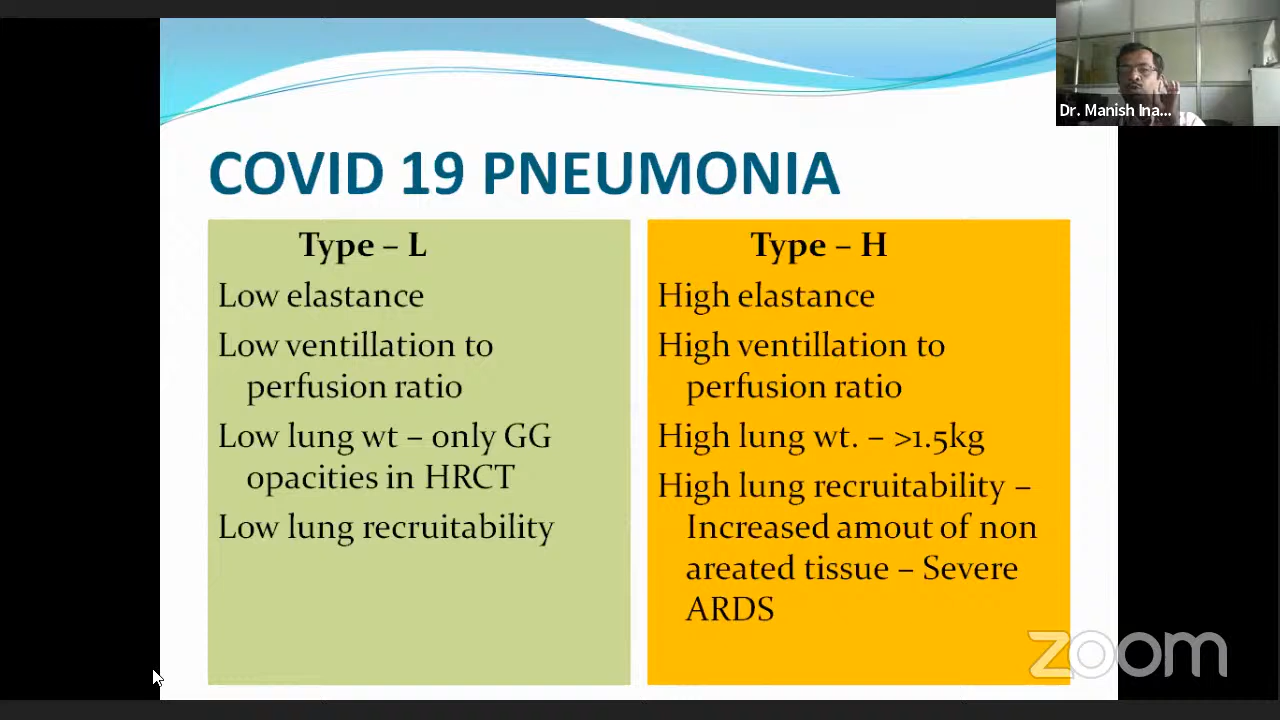 Dr. Manish Ina...
COVID 19 PNEUMONIA
Type – L
Low elastance
Low ventillation to
perfusion ratio
Low lung wt – only GG
opacities in HRCT
Low lung recruitability
Type – H
High elastance
High ventillation to
perfusion ratio
High lung wt. – >1.5kg
High lung recruitability –
Increased amout of non
areated tissue – Severe
ARDS
zoom